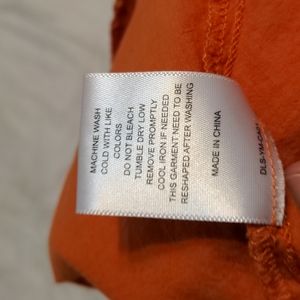 MACHINE WASH
COLD WITH LIKE
COLORS
DO NOT BLEACH
TUMBLE DRY LOW
REMOVE PROMPTLY
COOL IRON IF NEEDED
THIS GARMENT NEED TO BE
RESHAPED AFTER WASHING
MADE IN CHINA